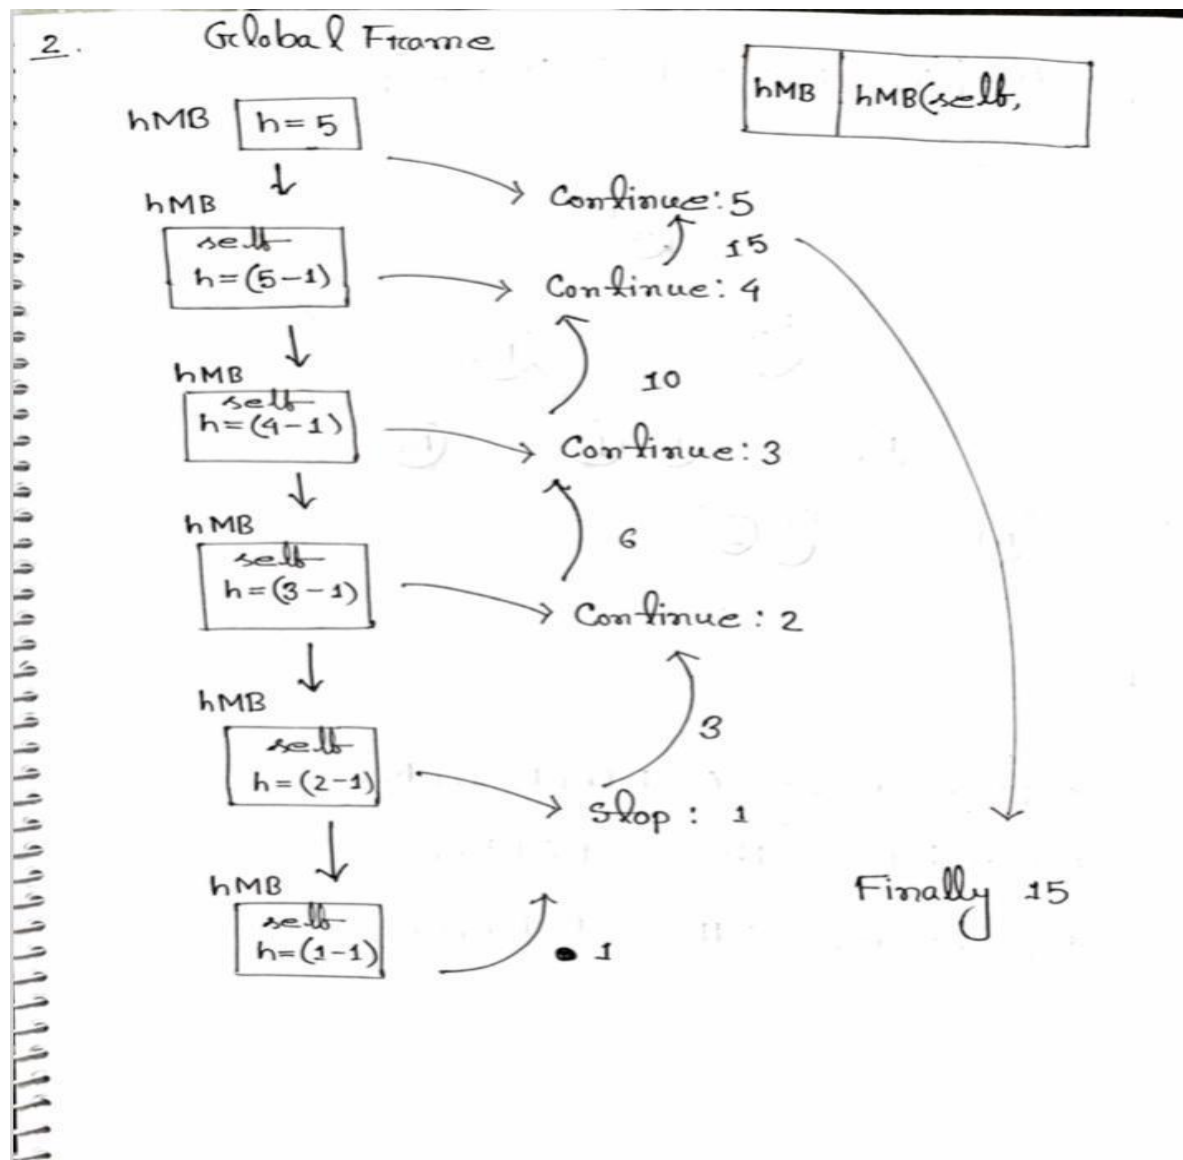 2. Global Frame
hMB hMB(self,
hMB h= 5
Continue: 5
hMB
self
h=(5-1)
15
Continue: 4
hMB
self
h=(4-1)
10
Continue: 3
hMB
self
h=(3-1)
6
Continue: 2
hMB
self
h=(2-1)
3
Stop: 1
hMB
self
h=(1-1)
1
Finally 15